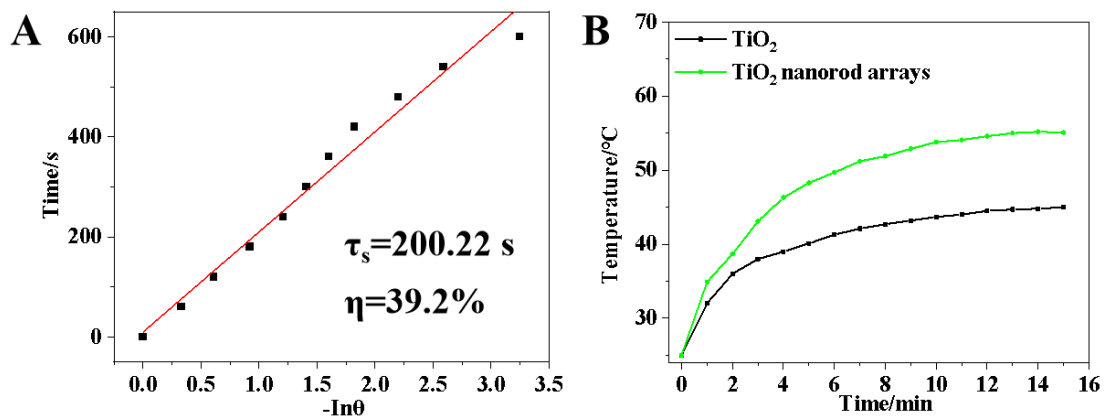 A
Time/s
600
400
200
0
τs=200.22 s
η=39.2%
0.0 0.5 1.0 1.5 2.0 2.5 3.0 3.5
-Inθ
B
Temperature/°C
70
60
50
40
30
TiO2
TiO2 nanorod arrays
0 2 4 6 8 10 12 14 16
Time/min